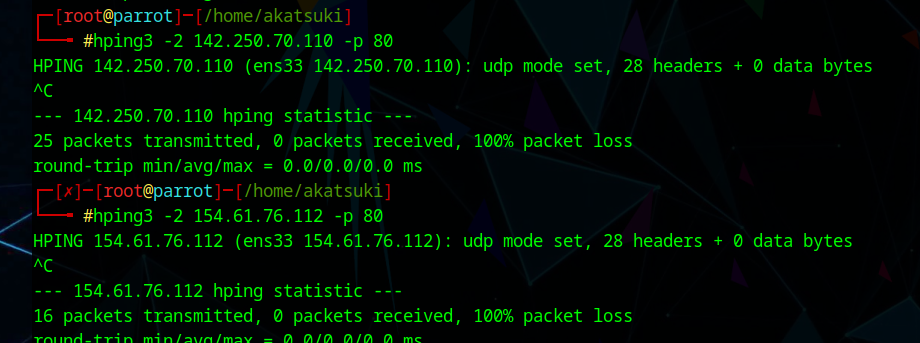 ┌─[root@parrot]─[/home/akatsuki]
└──╼ #hping3 -2 142.250.70.110 -p 80
HPING 142.250.70.110 (ens33 142.250.70.110): udp mode set, 28 headers + 0 data bytes
^C
--- 142.250.70.110 hping statistic ---
25 packets transmitted, 0 packets received, 100% packet loss
round-trip min/avg/max = 0.0/0.0/0.0 ms
┌─[✗]─[root@parrot]─[/home/akatsuki]
└──╼ #hping3 -2 154.61.76.112 -p 80
HPING 154.61.76.112 (ens33 154.61.76.112): udp mode set, 28 headers + 0 data bytes
^C
--- 154.61.76.112 hping statistic ---
16 packets transmitted, 0 packets received, 100% packet loss
round-trip min/avg/max = 0.0/0.0/0.0 ms